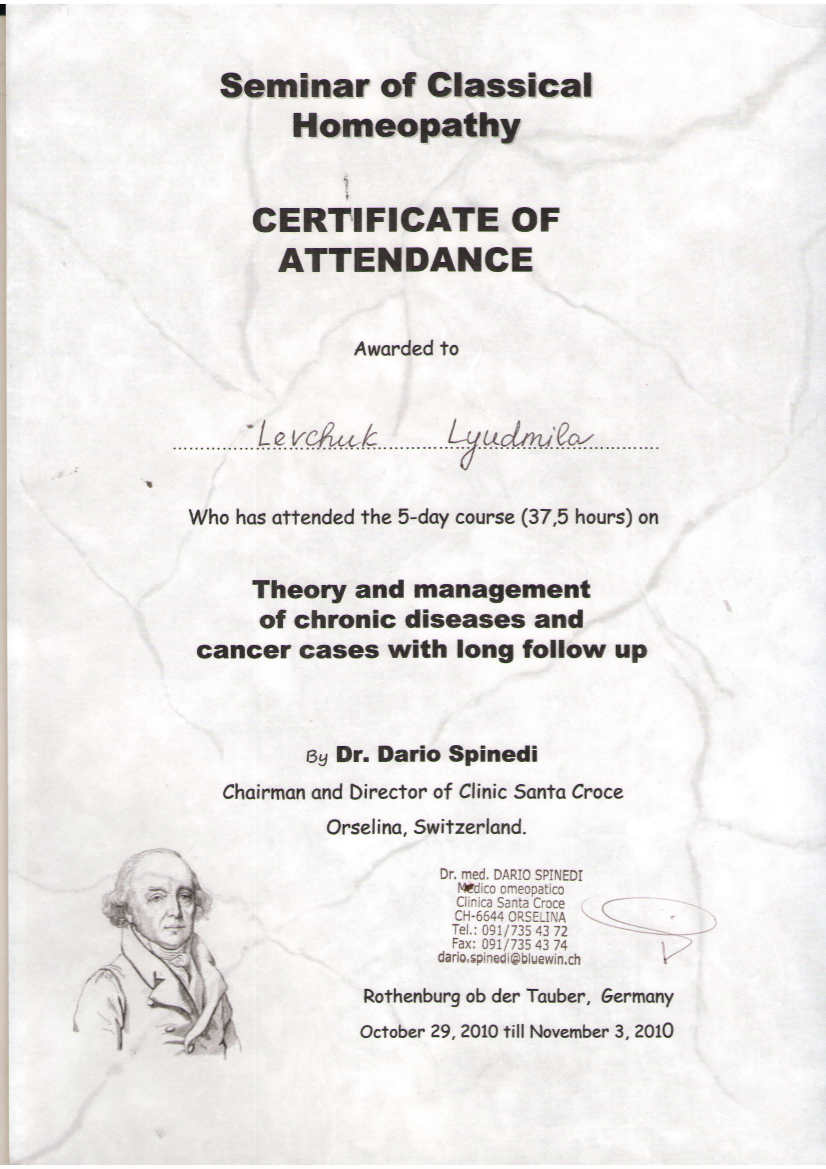 Seminar of Classical
Homeopathy
CERTIFICATE OF
ATTENDANCE
Awarded to
Levchuk Lyudmila
Who has attended the 5-day course (37,5 hours) on
Theory and management
of chronic diseases and
cancer cases with long follow up
By Dr. Dario Spinedi
Chairman and Director of Clinic Santa Croce
Orselina, Switzerland.
Dr. med. DARIO SPINEDI
Medico omeopatico
Clinica Santa Croce
CH-6644 ORSELINA
Tel.: 091/735 43 72
Fax: 091/735 43 74
dario.spinedi@bluewin.ch
Rothenburg ob der Tauber, Germany
October 29, 2010 till November 3, 2010